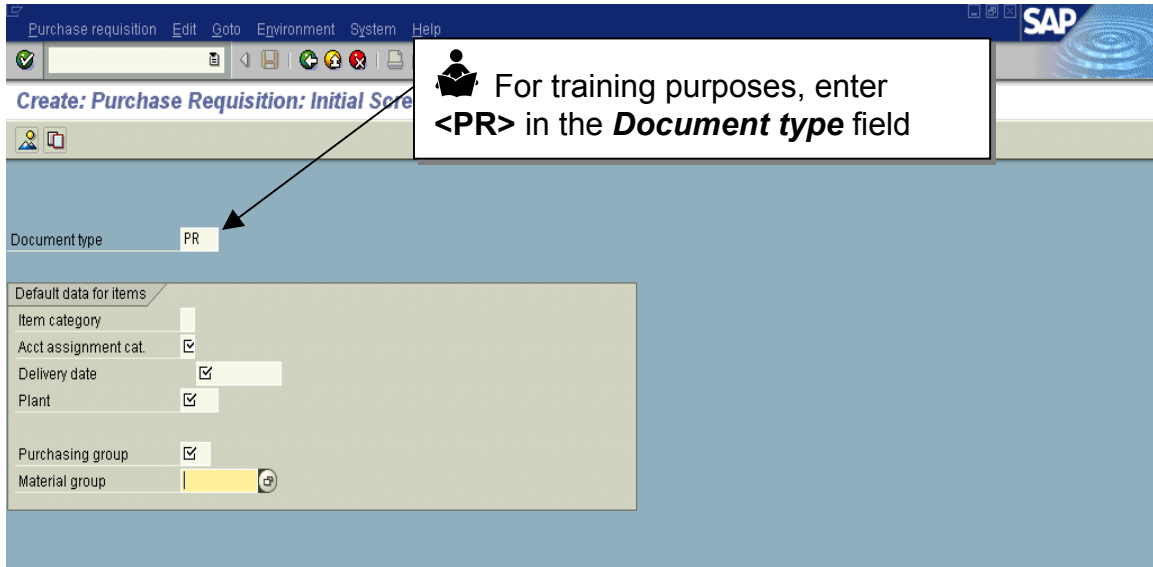 Purchase requisition Edit Goto Environment System Help
SAP
Create: Purchase Requisition: Initial Scre
For training purposes, enter
<PR> in the Document type field
Document type PR
Default data for items
Item category
Acct assignment cat.
Delivery date
Plant
Purchasing group
Material group